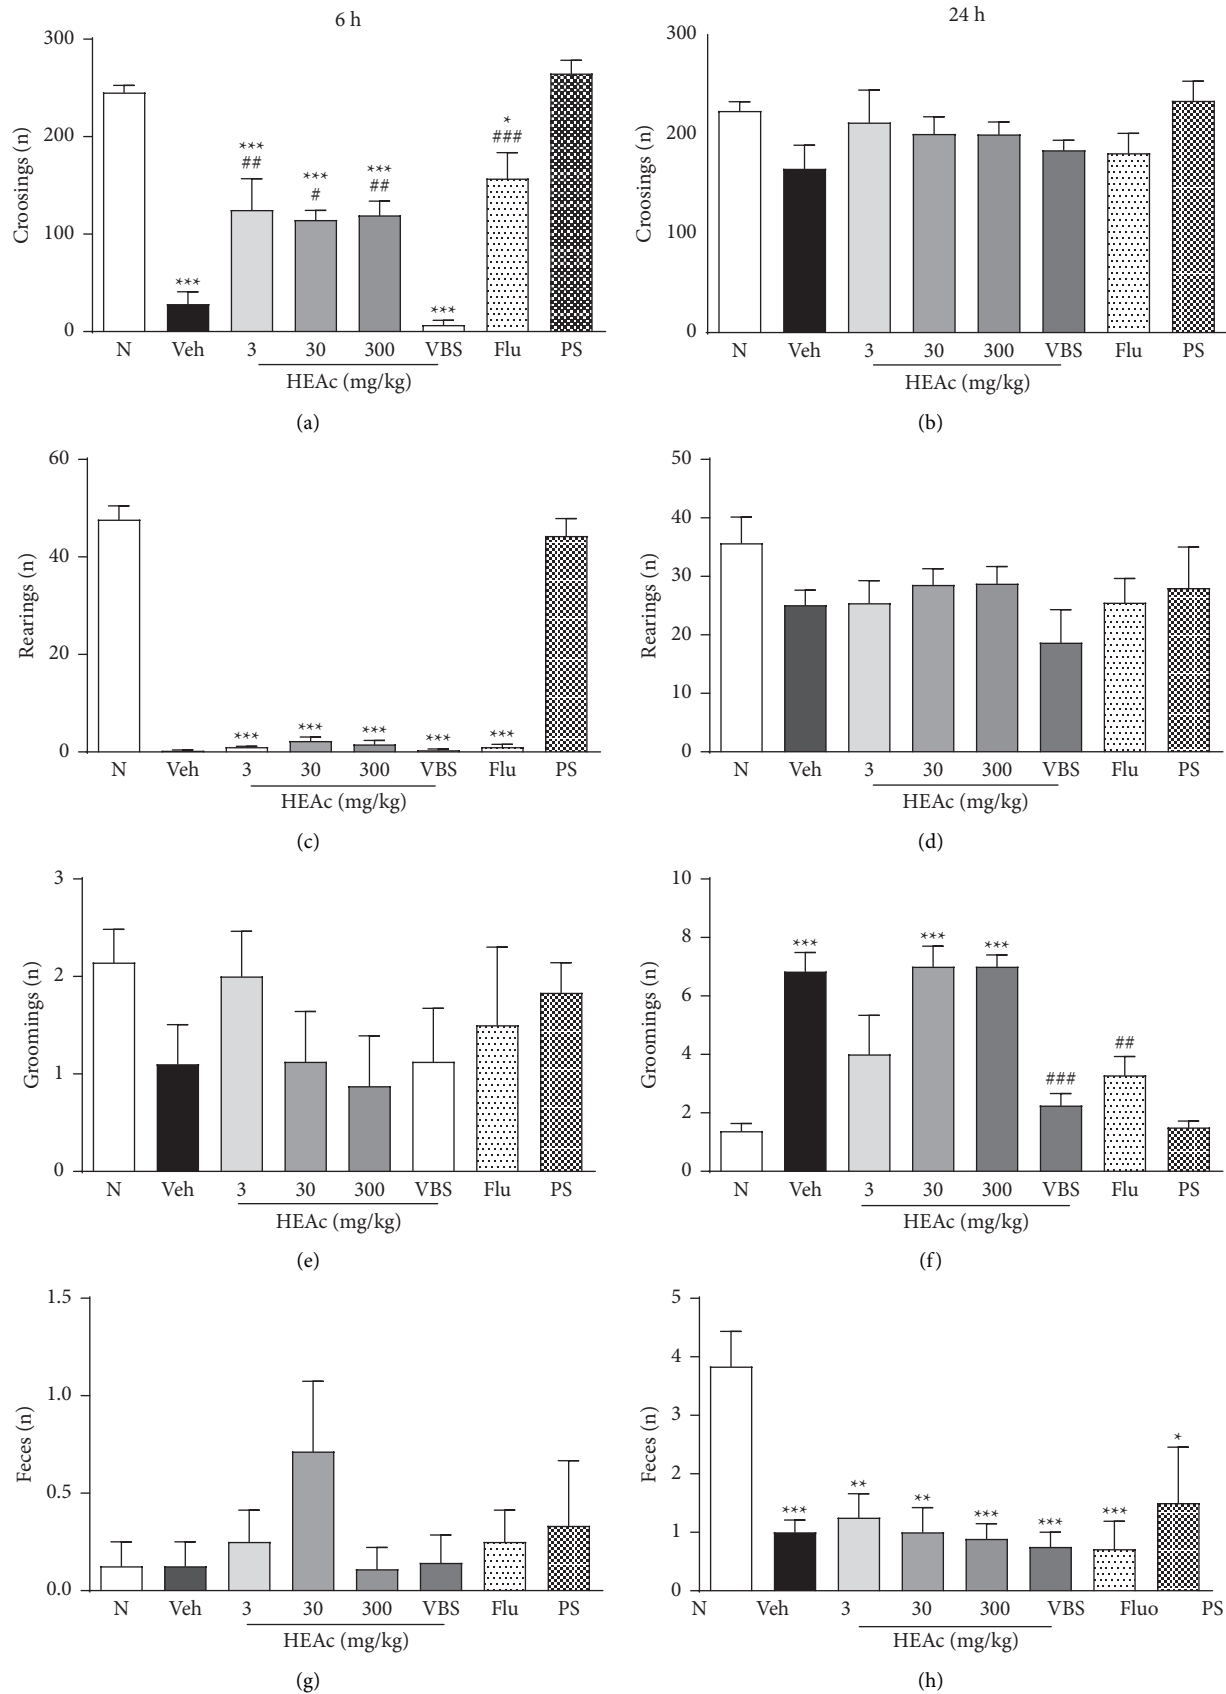 6 h
24 h
300
200
100
0
Croosings (n)
***
***
##
***
#
***
##
***
*
###
N Veh 3 30 300 VBS Flu PS
HEAc (mg/kg)
(a)
300
200
100
0
Croosings (n)
N Veh 3 30 300 VBS Flu PS
HEAc (mg/kg)
(b)
60
40
20
0
Rearings (n)
*** *** *** *** ***
N Veh 3 30 300 VBS Flu PS
HEAc (mg/kg)
(c)
50
40
30
20
10
0
Rearings (n)
N Veh 3 30 300 VBS Flu PS
HEAc (mg/kg)
(d)
3
2
1
0
Groomings (n)
N Veh 3 30 300 VBS Flu PS
HEAc (mg/kg)
(e)
10
8
6
4
2
0
Groomings (n)
*** *** *** ### ##
N Veh 3 30 300 VBS Flu PS
HEAc (mg/kg)
(f)
1.5
1.0
0.5
0.0
Feces (n)
N Veh 3 30 300 VBS Flu PS
HEAc (mg/kg)
(g)
5
4
3
2
1
0
Feces (n)
*** ** ** *** *** *** *
N Veh 3 30 300 VBS Fluo PS
HEAc (mg/kg)
(h)